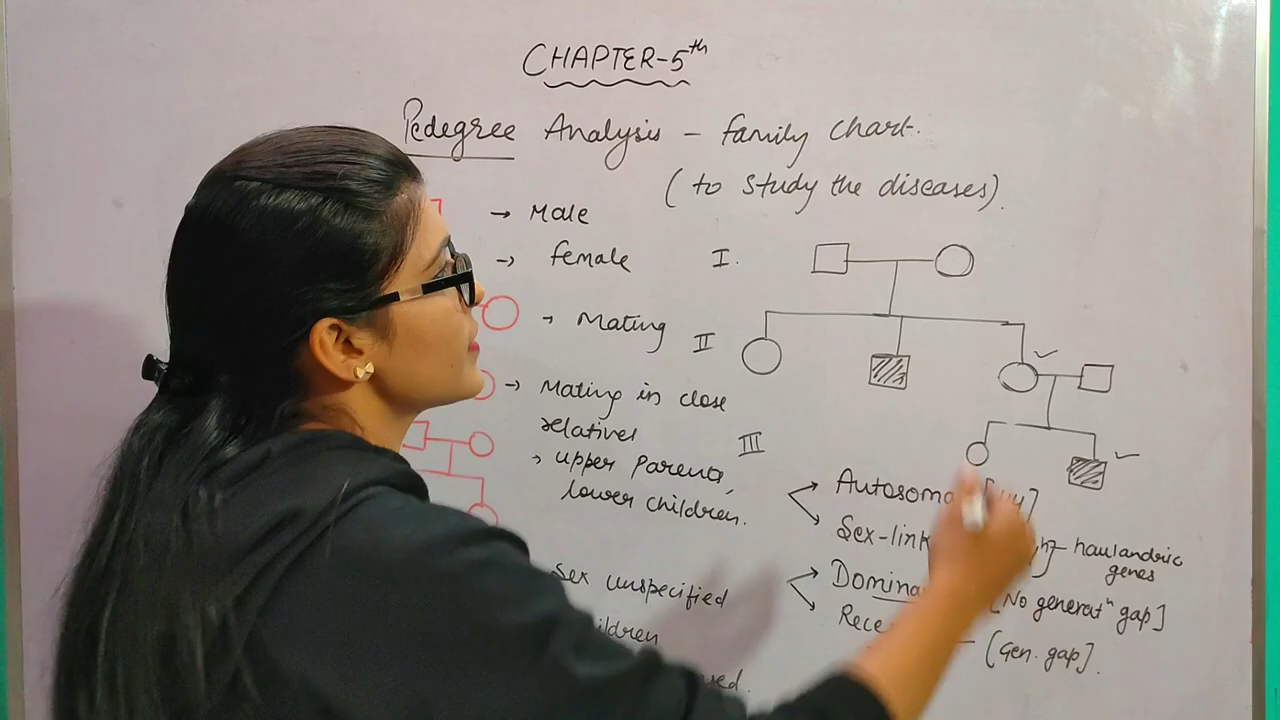 CHAPTER-5th
Pedegree Analysis - family chart.
(to study the diseases).
→ Male
→ female
→ Mating
→ Mating in close
relatives
→ upper parents,
lower children.
Sex unspecified
I.
II
III
→ Autosoma
→ Sex-link
haulandric
genes
→ Domina
[No generatn gap]
→ Rece
- [Gen. gap].